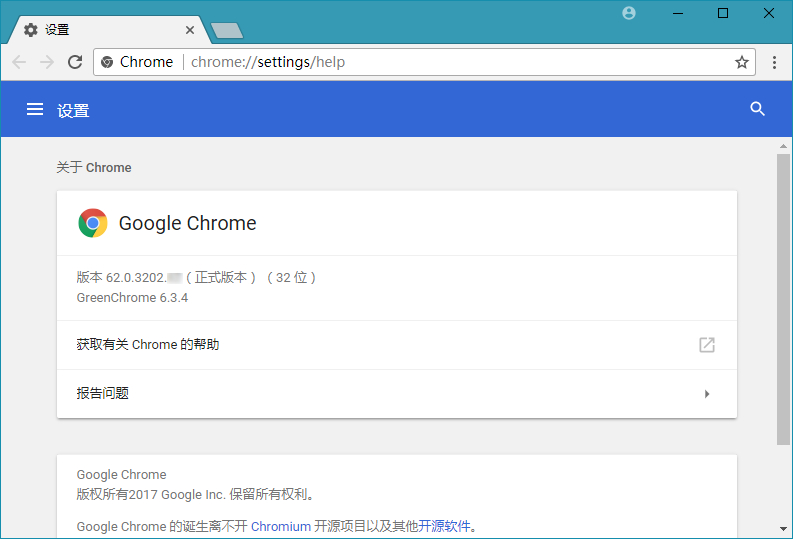 设置
Chrome chrome://settings/help
设置
关于 Chrome
Google Chrome
版本 62.0.3202. （正式版本） （32 位）
GreenChrome 6.3.4
获取有关 Chrome 的帮助
报告问题
Google Chrome
版权所有2017 Google Inc. 保留所有权利。
Google Chrome 的诞生离不开 Chromium 开源项目以及其他开源软件。